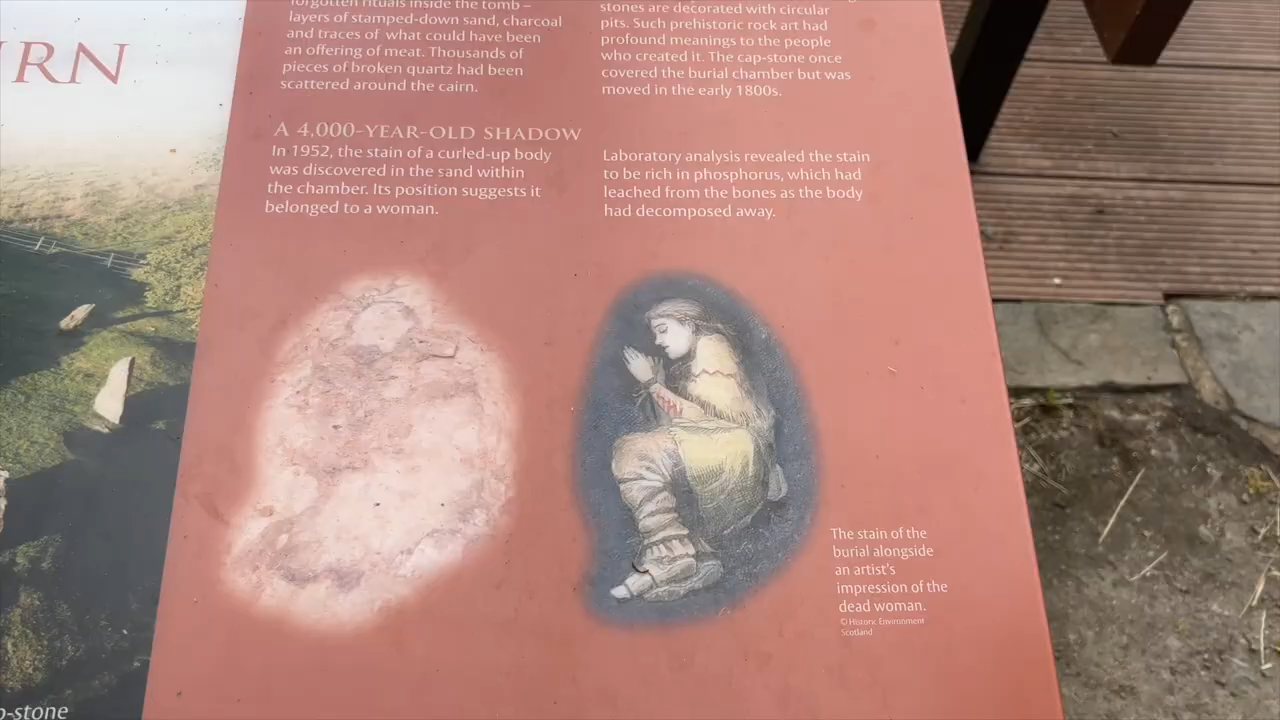 RN
forgotten rituals inside the tomb –
layers of stamped-down sand, charcoal
and traces of what could have been
an offering of meat. Thousands of
pieces of broken quartz had been
scattered around the cairn.
stones are decorated with circular
pits. Such prehistoric rock art had
profound meanings to the people
who created it. The cap-stone once
covered the burial chamber but was
moved in the early 1800s.
A 4,000-YEAR-OLD SHADOW
In 1952, the stain of a curled-up body
was discovered in the sand within
the chamber. Its position suggests it
belonged to a woman.
Laboratory analysis revealed the stain
to be rich in phosphorus, which had
leached from the bones as the body
had decomposed away.
The stain of the
burial alongside
an artist's
impression of the
dead woman.
© Historic Environment
Scotland
p-stone